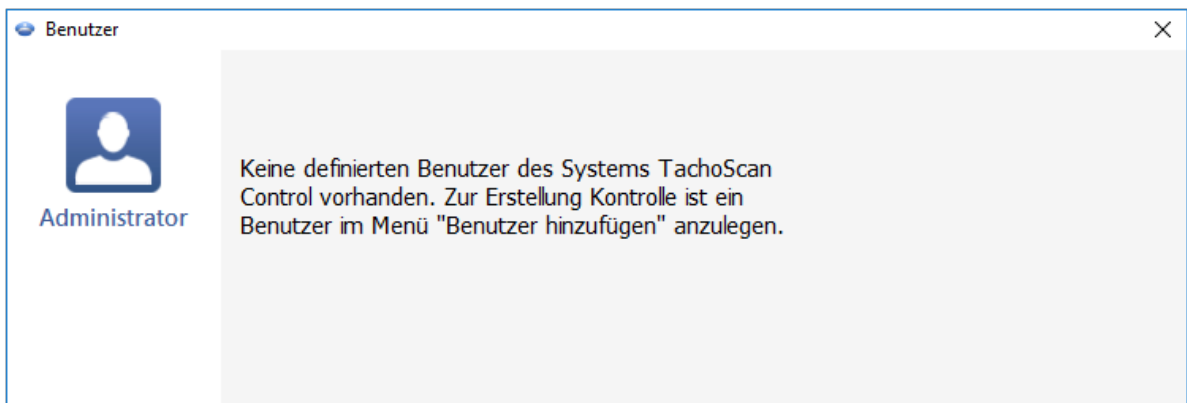 Benutzer
Administrator
Keine definierten Benutzer des Systems TachoScan
Control vorhanden. Zur Erstellung Kontrolle ist ein
Benutzer im Menü "Benutzer hinzufügen" anzulegen.